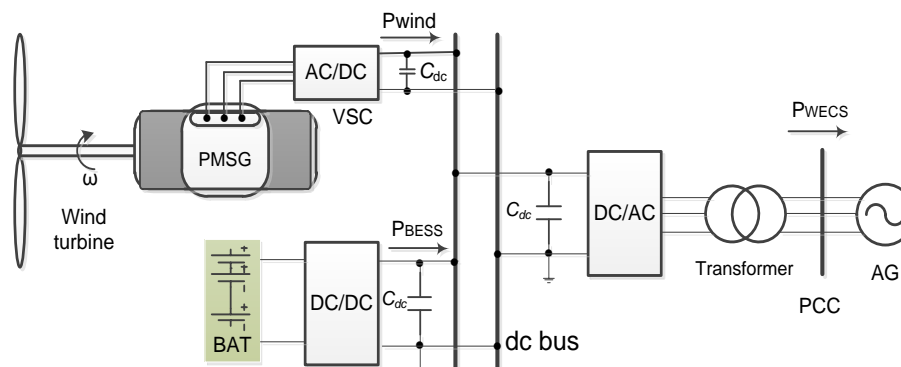 Pwind
AC/DC
Cdc
VSC
PMSG
ω
Wind
turbine
PWECS
Cdc
DC/AC
Transformer
AG
PCC
PBESS
Cdc
DC/DC
BAT
dc bus